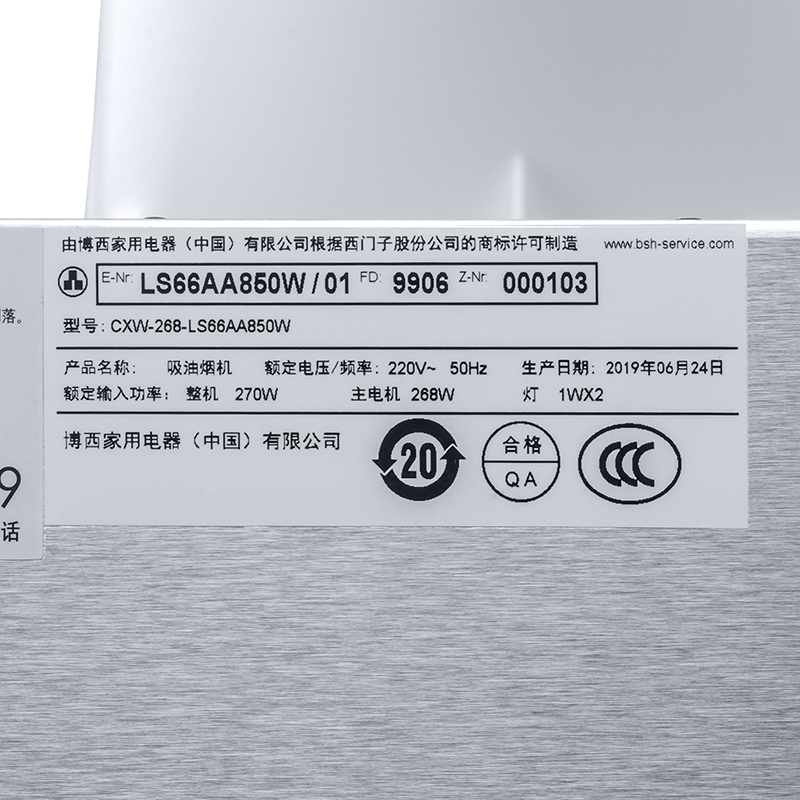 由博西家用电器（中国）有限公司根据西门子股份公司的商标许可制造 www.bsh-service.com
E-Nr: LS66AA850W / 01 FD: 9906 Z-Nr: 000103
型号: CXW-268-LS66AA850W
产品名称: 吸油烟机 额定电压/频率: 220V~ 50Hz 生产日期: 2019年06月24日
额定输入功率: 整机 270W 主电机 268W 灯 1WX2
博西家用电器（中国）有限公司
20
合格
QA
CCC
落。
9
话